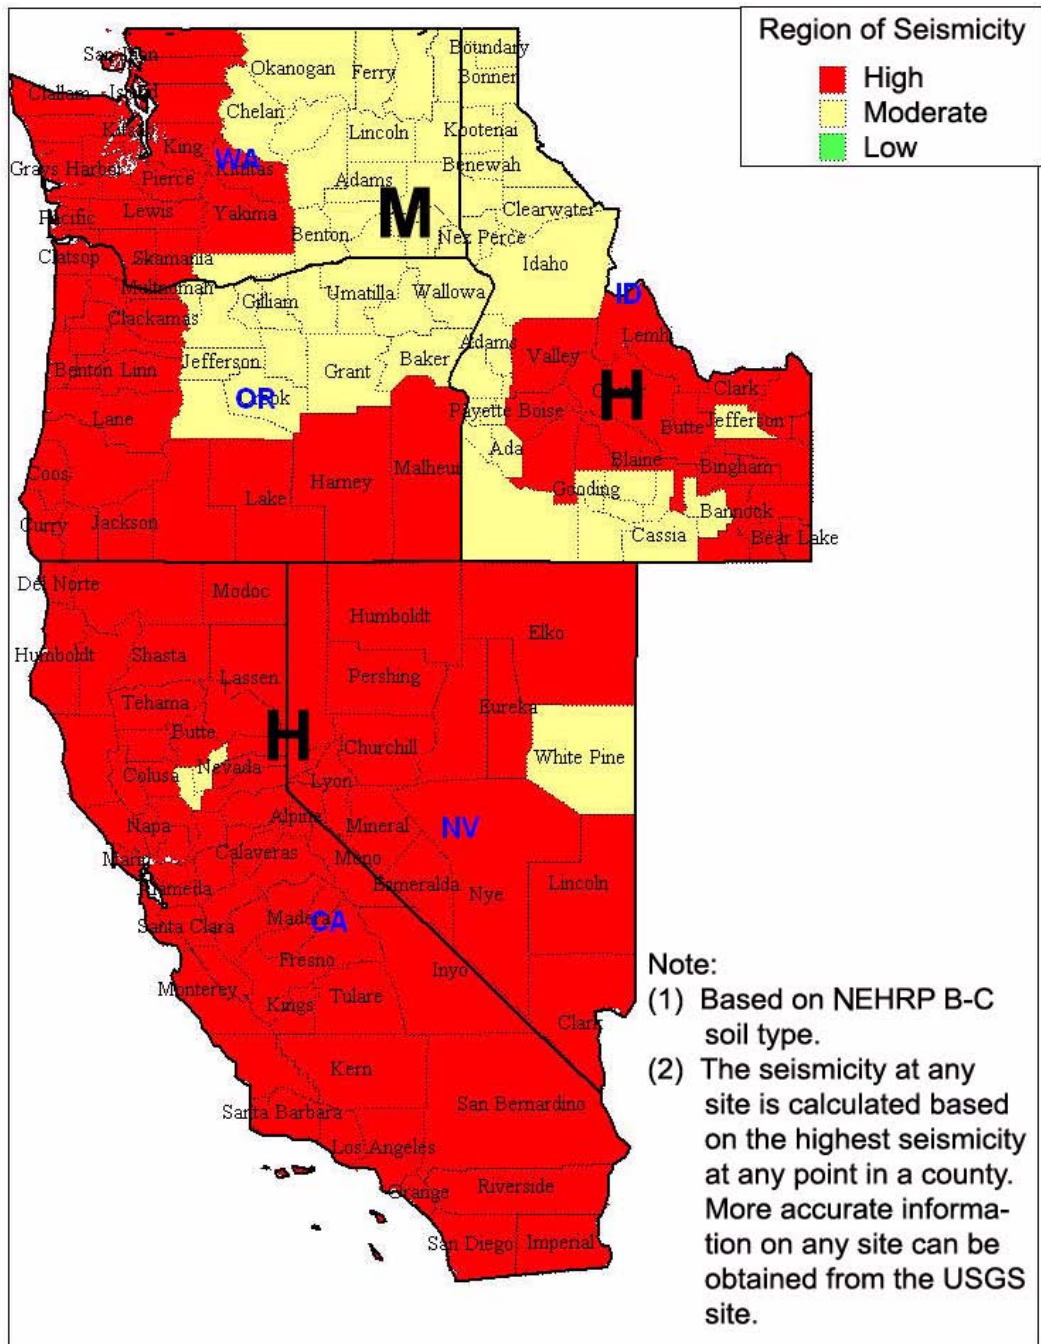 Region of Seismicity
High
Moderate
Low
San Juan
Okanogan
Ferry
Boundary
Bonner
Clallam
Island
Chelan
Lincoln
Kootenai
King
WA
Kittitas
Benewah
Grays Harbor
Pierce
Adams
M
Pacific
Lewis
Yakima
Clearwater
Benton
Nez Perce
Clatsop
Skamania
Idaho
Multnomah
Gilliam
Umatilla
Wallowa
ID
Clackamas
Lemhi
Jefferson
Grant
Baker
Adams
Valley
Benton Linn
OR
H
Clark
Lane
Payette Boise
Butte
Jefferson
Ada
Coos
Malheur
Blaine
Bingham
Lake
Harney
Gooding
Curry
Jackson
Bannock
Cassia
Bear Lake
Del Norte
Modoc
Humboldt
Elko
Humboldt
Shasta
Lassen
Pershing
Tehama
Eureka
Butte
H
Churchill
White Pine
Colusa
Nevada
Lyon
Napa
Alpine
Mineral
NV
Marin
Calaveras
Mono
Alameda
Esmeralda
Nye
Lincoln
Santa Clara
Madera
CA
Fresno
Inyo
Monterey
Kings
Tulare
Clark
Kern
Santa Barbara
San Bernardino
Los Angeles
Orange
Riverside
San Diego
Imperial
Note:
(1) Based on NEHRP B-C
soil type.
(2) The seismicity at any
site is calculated based
on the highest seismicity
at any point in a county.
More accurate informa-
tion on any site can be
obtained from the USGS
site.